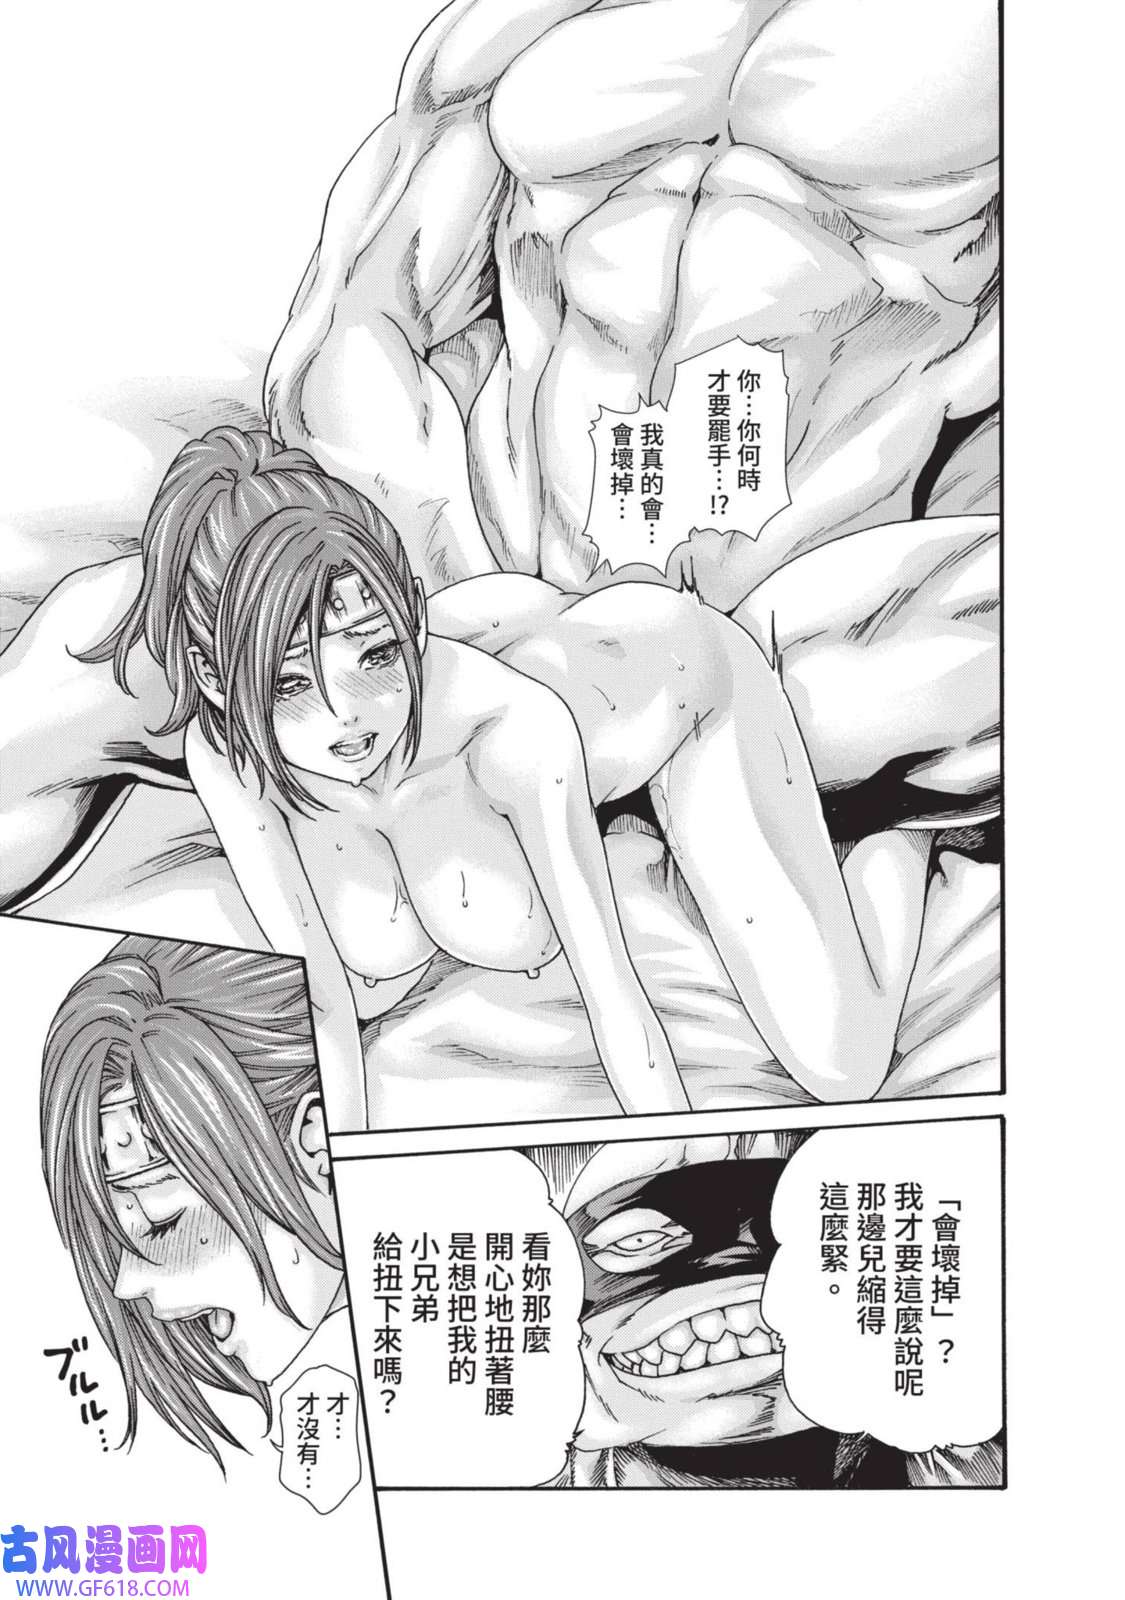 你…你何時
才要罷手…!?
我真的會…
會壞掉…
「會壞掉」？
我才要這麼說呢
那邊兒縮得
這麼緊。
看妳那麼
開心地扭著腰
是想把我的
小兄弟
給扭下來嗎？
才…
才沒有…
ブルルル…
古风漫画网
WWW.GF618.COM